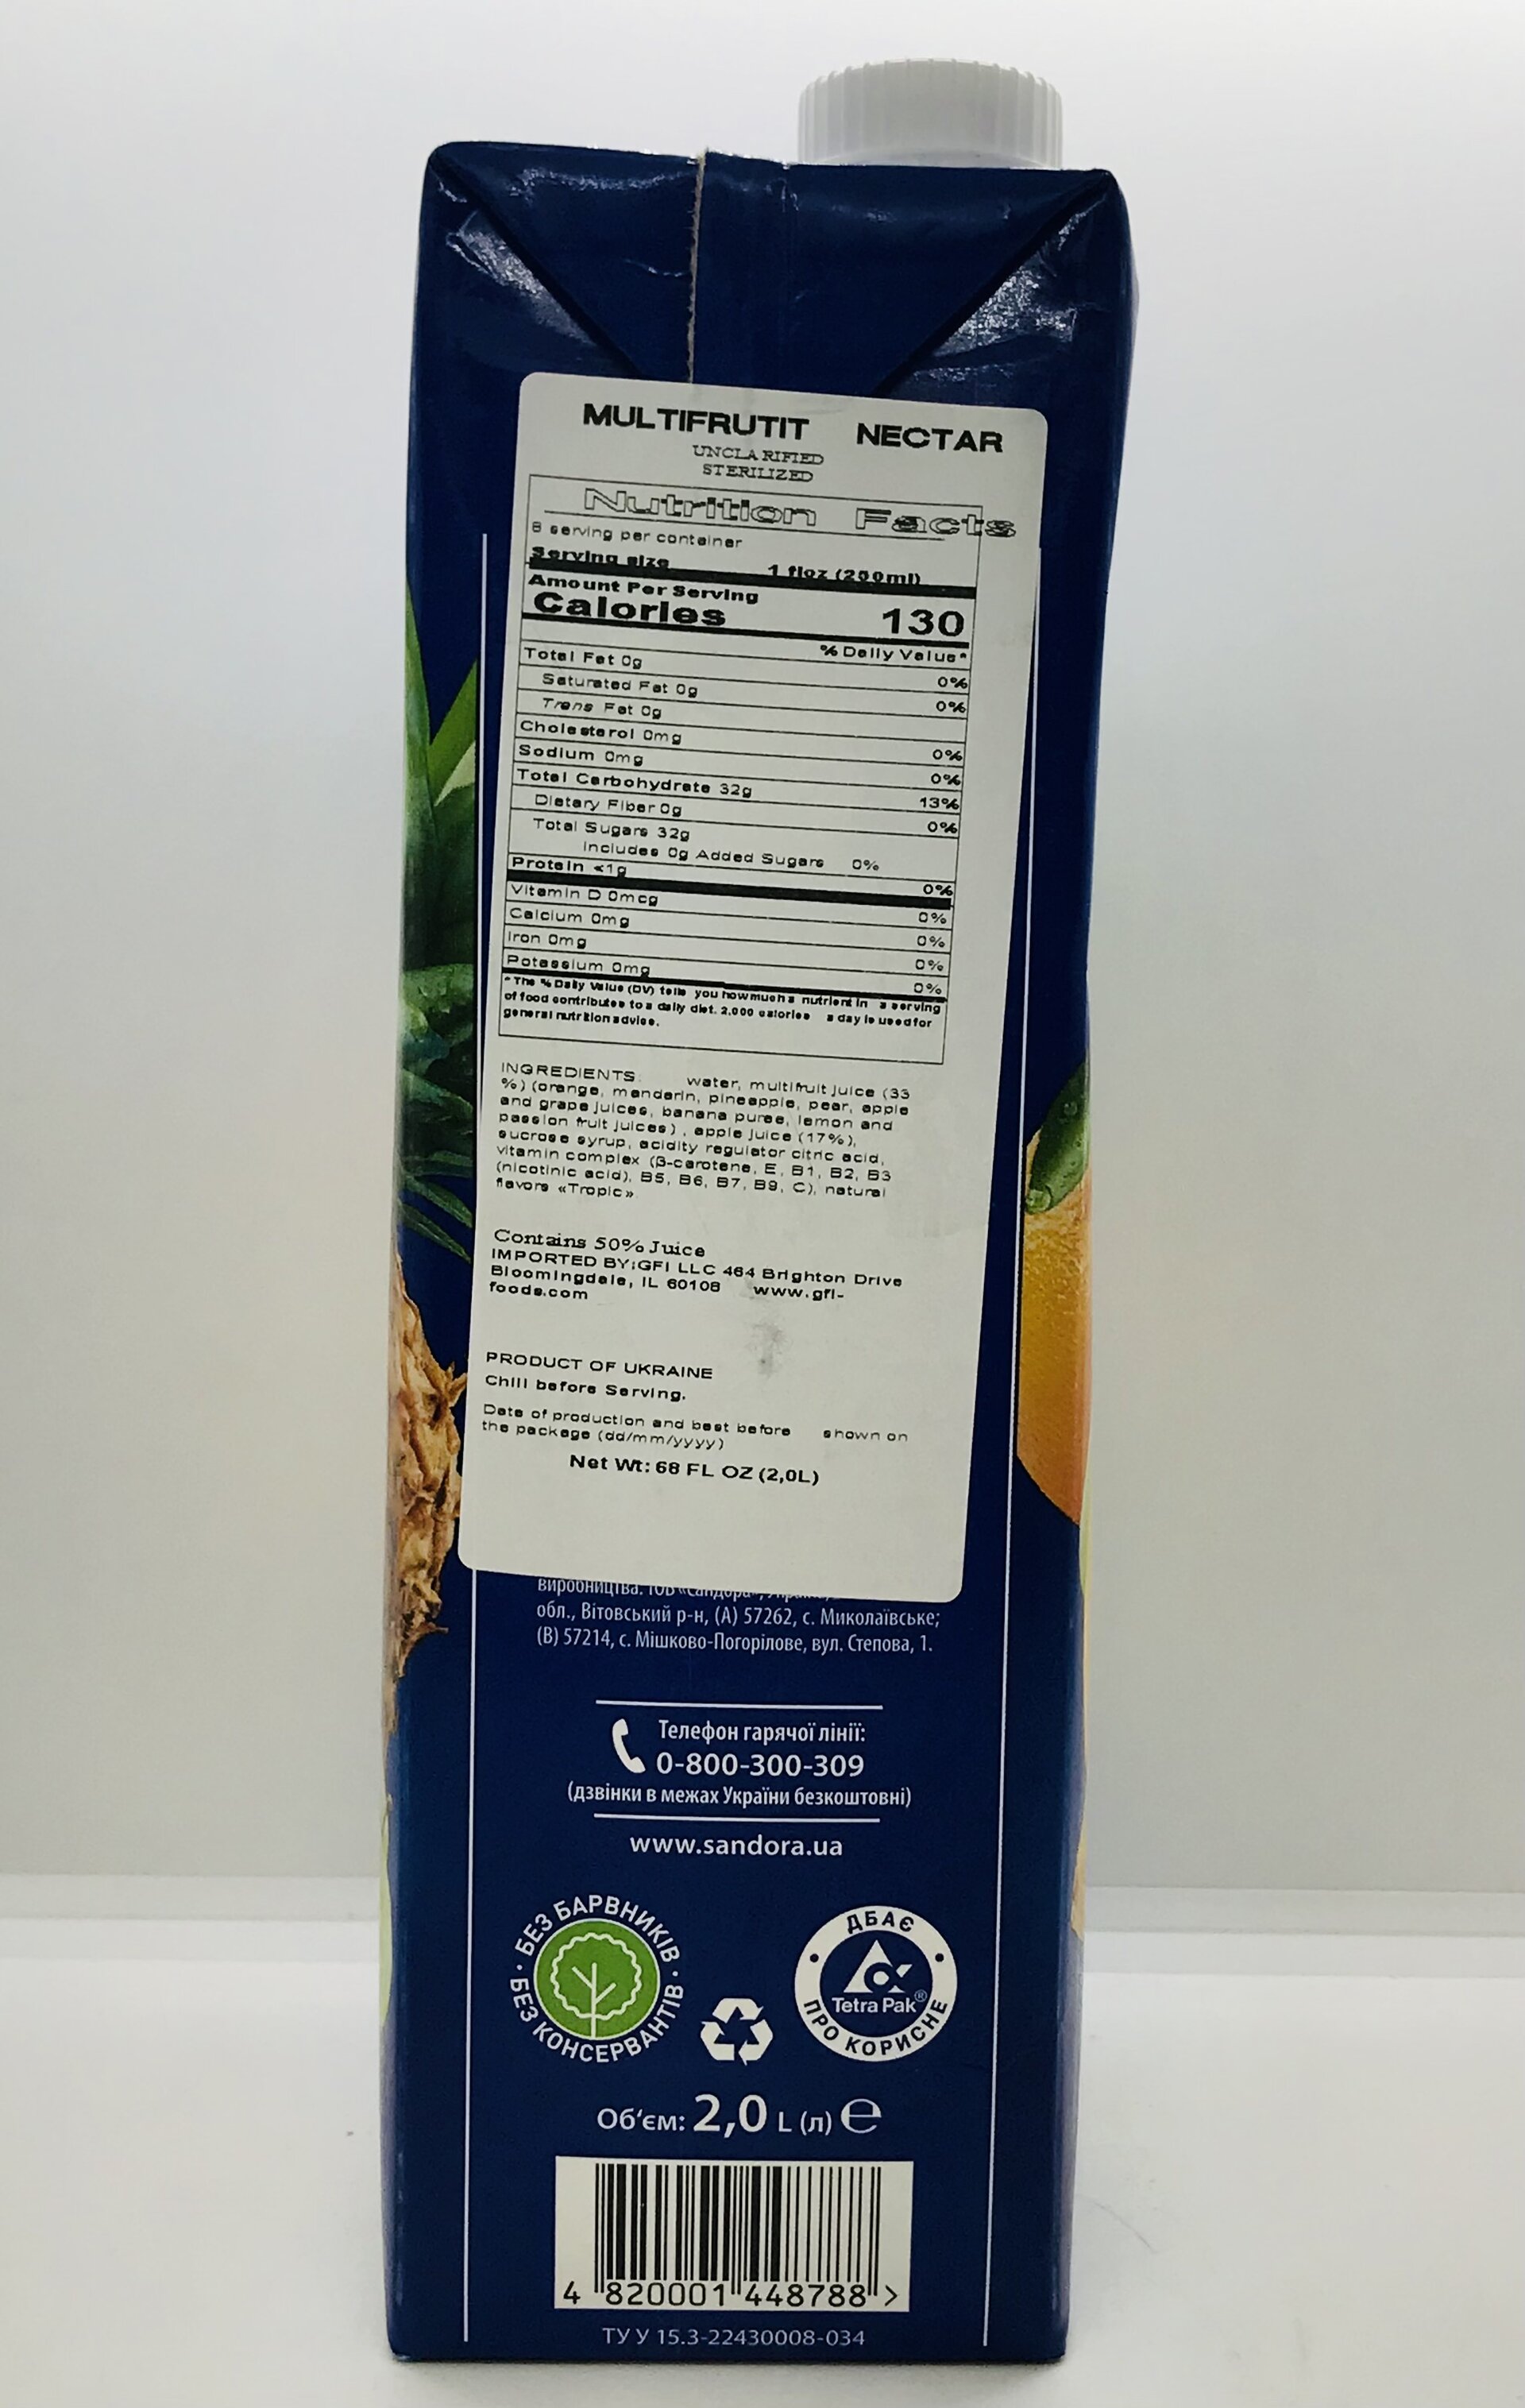 MULTIFRUTIT NECTAR
UNCLARIFIED
STERILIZED
Nutrition Facts
8 serving per container
Serving size 1 floz (250ml)
Amount Per Serving
Calories 130
% Daily Value*
Total Fat 0g 0%
Saturated Fat 0g 0%
Trans Fat 0g
Cholesterol 0mg 0%
Sodium 0mg 0%
Total Carbohydrate 32g 13%
Dietary Fiber 0g 0%
Total Sugars 32g
Includes 0g Added Sugars 0%
Protein <1g 0%
Vitamin D 0mcg 0%
Calcium 0mg 0%
Iron 0mg 0%
Potassium 0mg 0%
*The % Daily Value (DV) tells you how much a nutrient in a serving
of food contributes to a daily diet. 2,000 calories a day is used for
general nutrition advice.
INGREDIENTS: water, multifruit juice (33
%) (orange, mandarin, pineapple, pear, apple
and grape juices, banana puree, lemon and
passion fruit juices), apple juice (17%),
sucrose syrup, acidity regulator citric acid,
vitamin complex (β-carotene, E, B1, B2, B3
(nicotinic acid), B5, B6, B7, B9, C), natural
flavors «Tropic»
Contains 50% Juice
IMPORTED BY:GFI LLC 464 Brighton Drive
Bloomingdale, IL 60108 www.gfi-
foods.com
PRODUCT OF UKRAINE
Chill before Serving.
Date of production and best before shown on
the package (dd/mm/yyyy)
Net Wt: 68 FL OZ (2,0L)
виробництва: ТОВ «Сандора»,
обл., Вітовський р-н, (А) 57262, с. Миколаївське;
(В) 57214, с. Мішково-Погорілове, вул. Степова, 1.
Телефон гарячої лінії:
0-800-300-309
(дзвінки в межах України безкоштовні)
www.sandora.ua
БЕЗ БАРВНИКІВ · БЕЗ КОНСЕРВАНТІВ ·
ДБАЄ · ПРО КОРИСНЕ ·
Tetra Pak®
Об'єм: 2,0 L (л) ℮
4 820001 448788 >
ТУ У 15.3-22430008-034